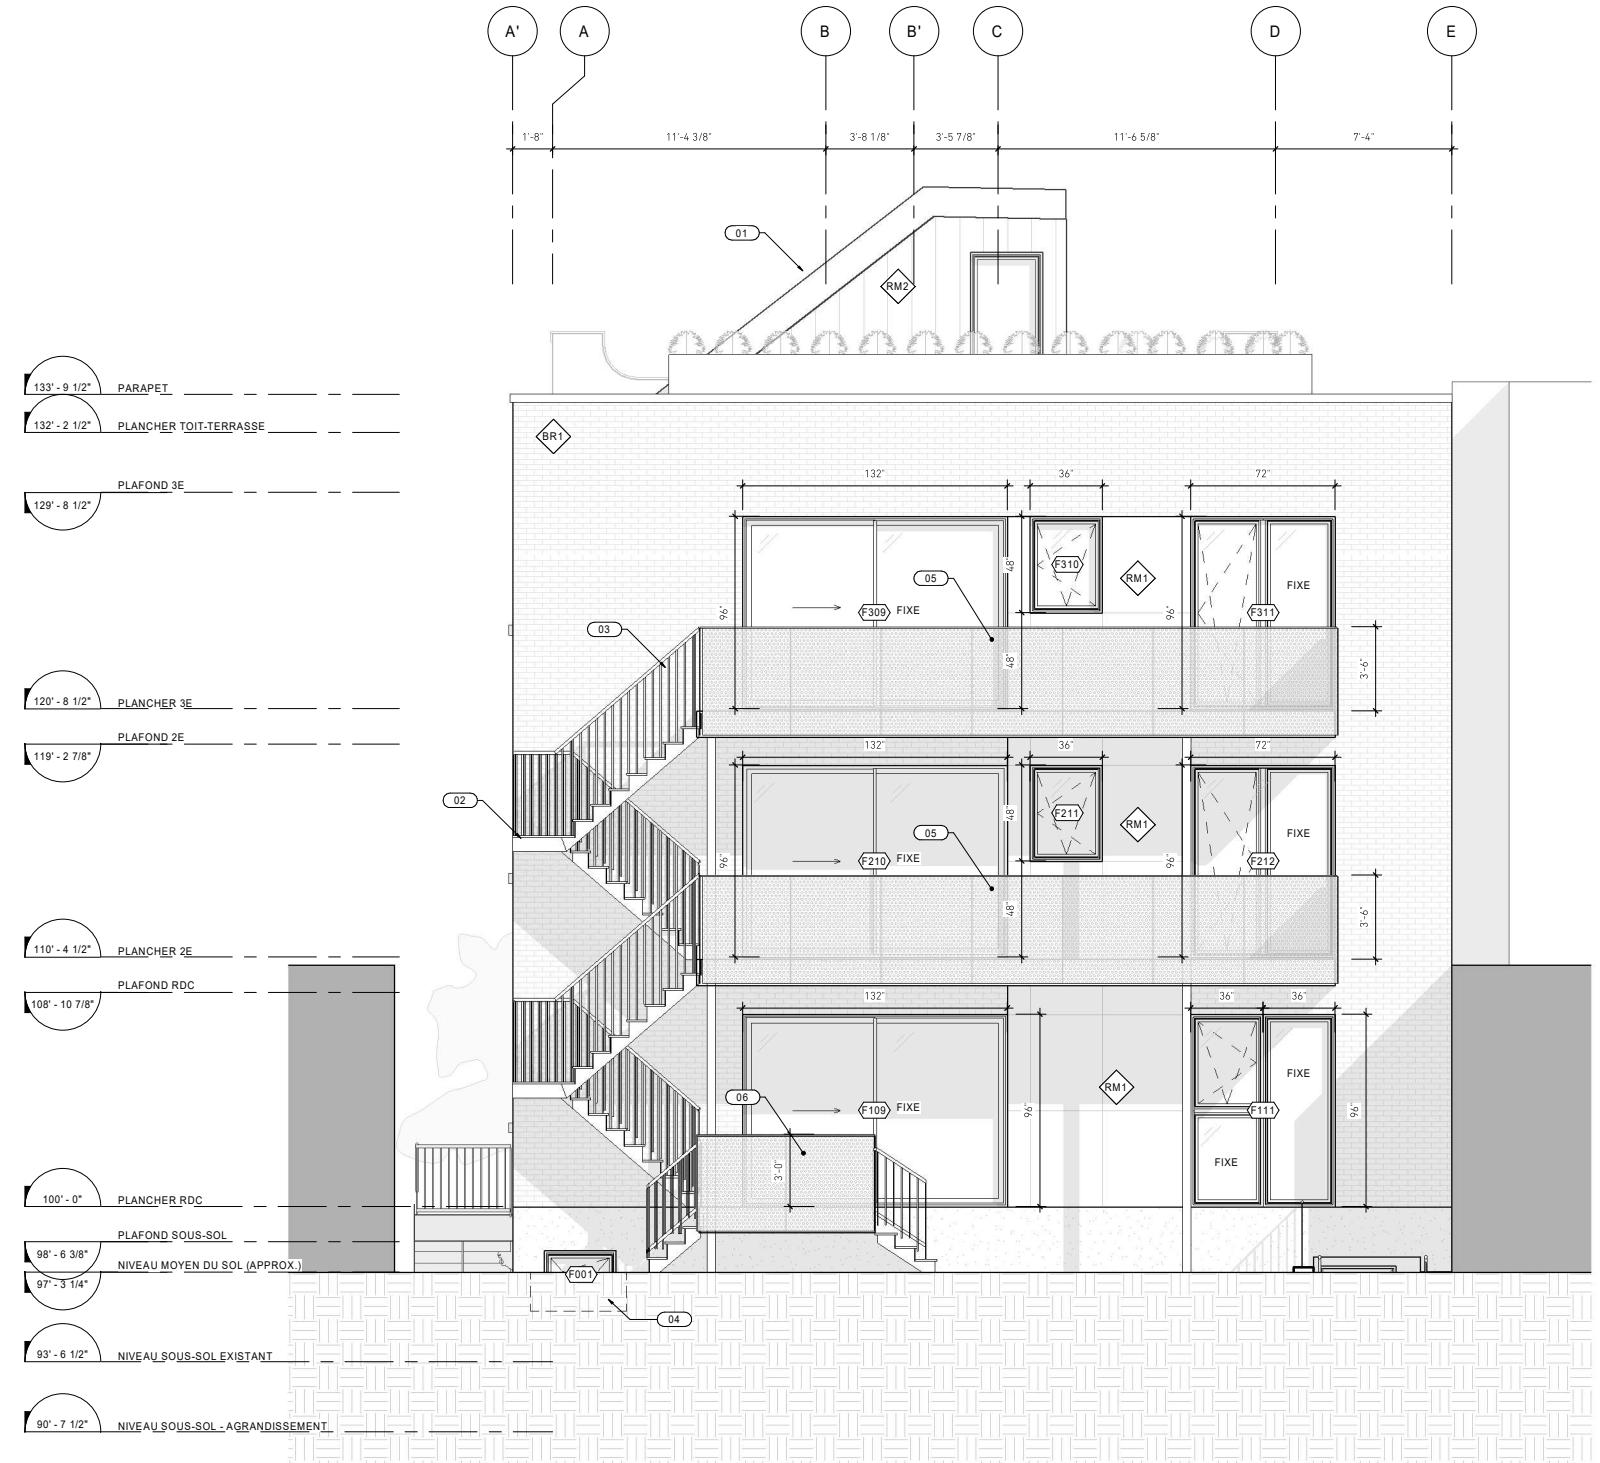 A' A B B' C D E
1'-8" 11'-4 3/8" 3'-8 1/8" 3'-5 7/8" 11'-6 5/8" 7'-4"
01
RM2
133' - 9 1/2" PARAPET
132' - 2 1/2" PLANCHER TOIT-TERRASSE
BR1
PLAFOND 3E
129' - 8 1/2"
132" 36" 72"
96" 48" 96"
F310
RM1
05
F309 FIXE
F311 FIXE
03
48"
3'-6"
120' - 8 1/2" PLANCHER 3E
PLAFOND 2E
119' - 2 7/8"
132" 36" 72"
02
96" 48" 96"
F211
RM1
05
F210 FIXE
F212 FIXE
48"
3'-6"
110' - 4 1/2" PLANCHER 2E
PLAFOND RDC
108' - 10 7/8"
132" 36" 36"
FIXE
RM1
06
F109 FIXE
96"
F111
96"
FIXE
3'-0"
100' - 0" PLANCHER RDC
PLAFOND SOUS-SOL
98' - 6 3/8"
NIVEAU MOYEN DU SOL (APPROX.)
97' - 3 1/4"
F001
04
93' - 6 1/2" NIVEAU SOUS-SOL EXISTANT
90' - 7 1/2" NIVEAU SOUS-SOL - AGRANDISSEMENT